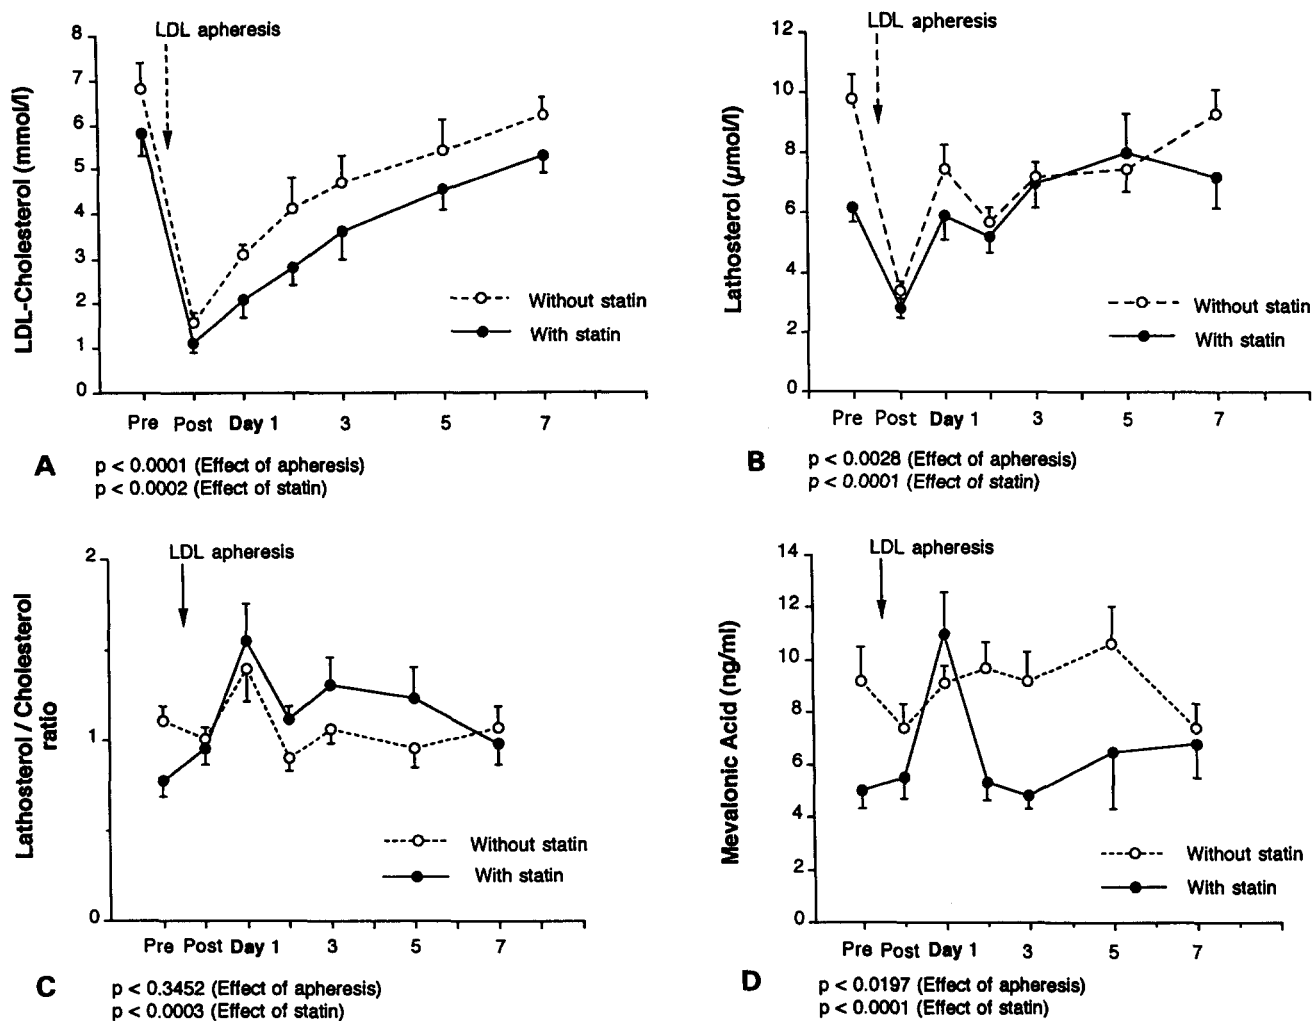 LDL apheresis
LDL-Cholesterol (mmol/l)
8
7
6
5
4
3
2
1
0
Without statin
With statin
Pre Post Day 1 3 5 7
A
p < 0.0001 (Effect of apheresis)
p < 0.0002 (Effect of statin)
LDL apheresis
Lathosterol (μmol/l)
12
10
8
6
4
2
0
Without statin
With statin
Pre Post Day 1 3 5 7
B
p < 0.0028 (Effect of apheresis)
p < 0.0001 (Effect of statin)
LDL apheresis
Lathosterol / Cholesterol
ratio
2
1
0
Without statin
With statin
Pre Post Day 1 3 5 7
C
p < 0.3452 (Effect of apheresis)
p < 0.0003 (Effect of statin)
LDL apheresis
Mevalonic Acid (ng/ml)
14
12
10
8
6
4
2
0
Without statin
With statin
Pre Post Day 1 3 5 7
D
p < 0.0197 (Effect of apheresis)
p < 0.0001 (Effect of statin)